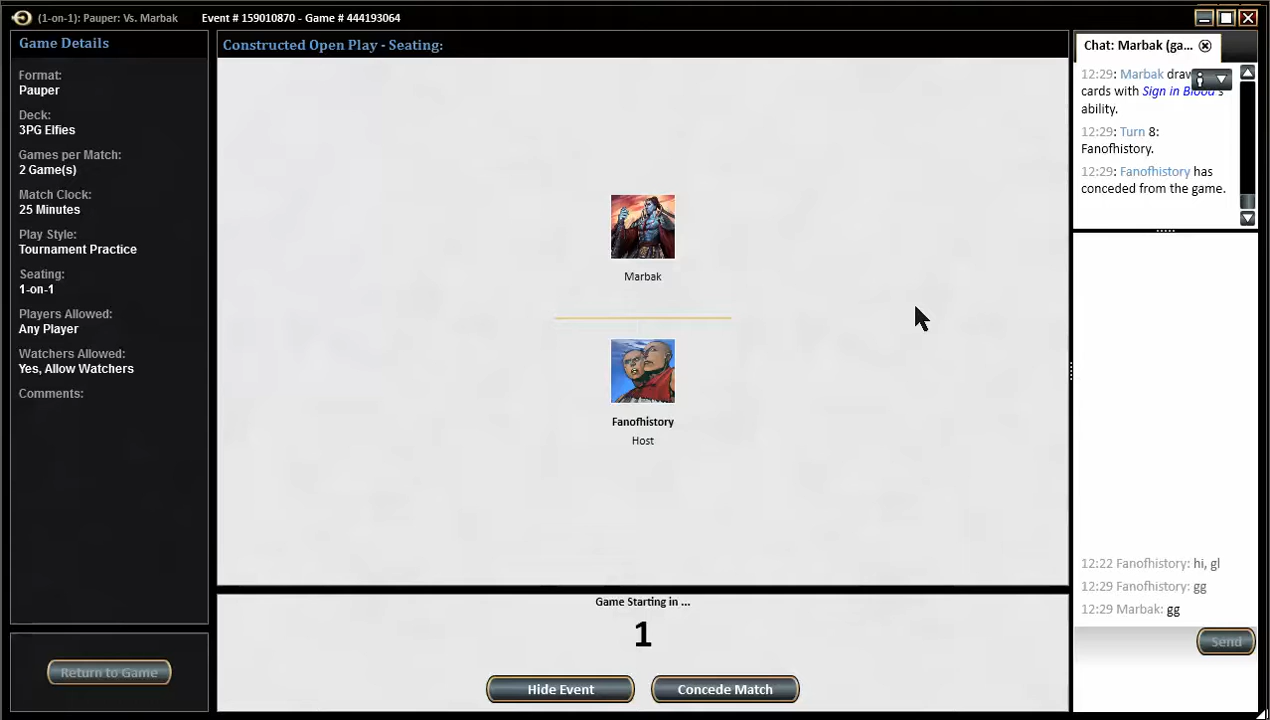 (1-on-1): Pauper: Vs. Marbak
Event # 159010870 - Game # 444193064
Game Details
Format:
Pauper
Deck:
3PG Elfies
Games per Match:
2 Game(s)
Match Clock:
25 Minutes
Play Style:
Tournament Practice
Seating:
1-on-1
Players Allowed:
Any Player
Watchers Allowed:
Yes, Allow Watchers
Comments:
Return to Game
Constructed Open Play - Seating:
Marbak
Fanofhistory
Host
Game Starting in ...
1
Hide Event
Concede Match
Chat: Marbak (ga...
12:29: Marbak draw
cards with Sign in Blood's
ability.
12:29: Turn 8:
Fanofhistory.
12:29: Fanofhistory has
conceded from the game.
12:22 Fanofhistory: hi, gl
12:29 Fanofhistory: gg
12:29 Marbak: gg
Send